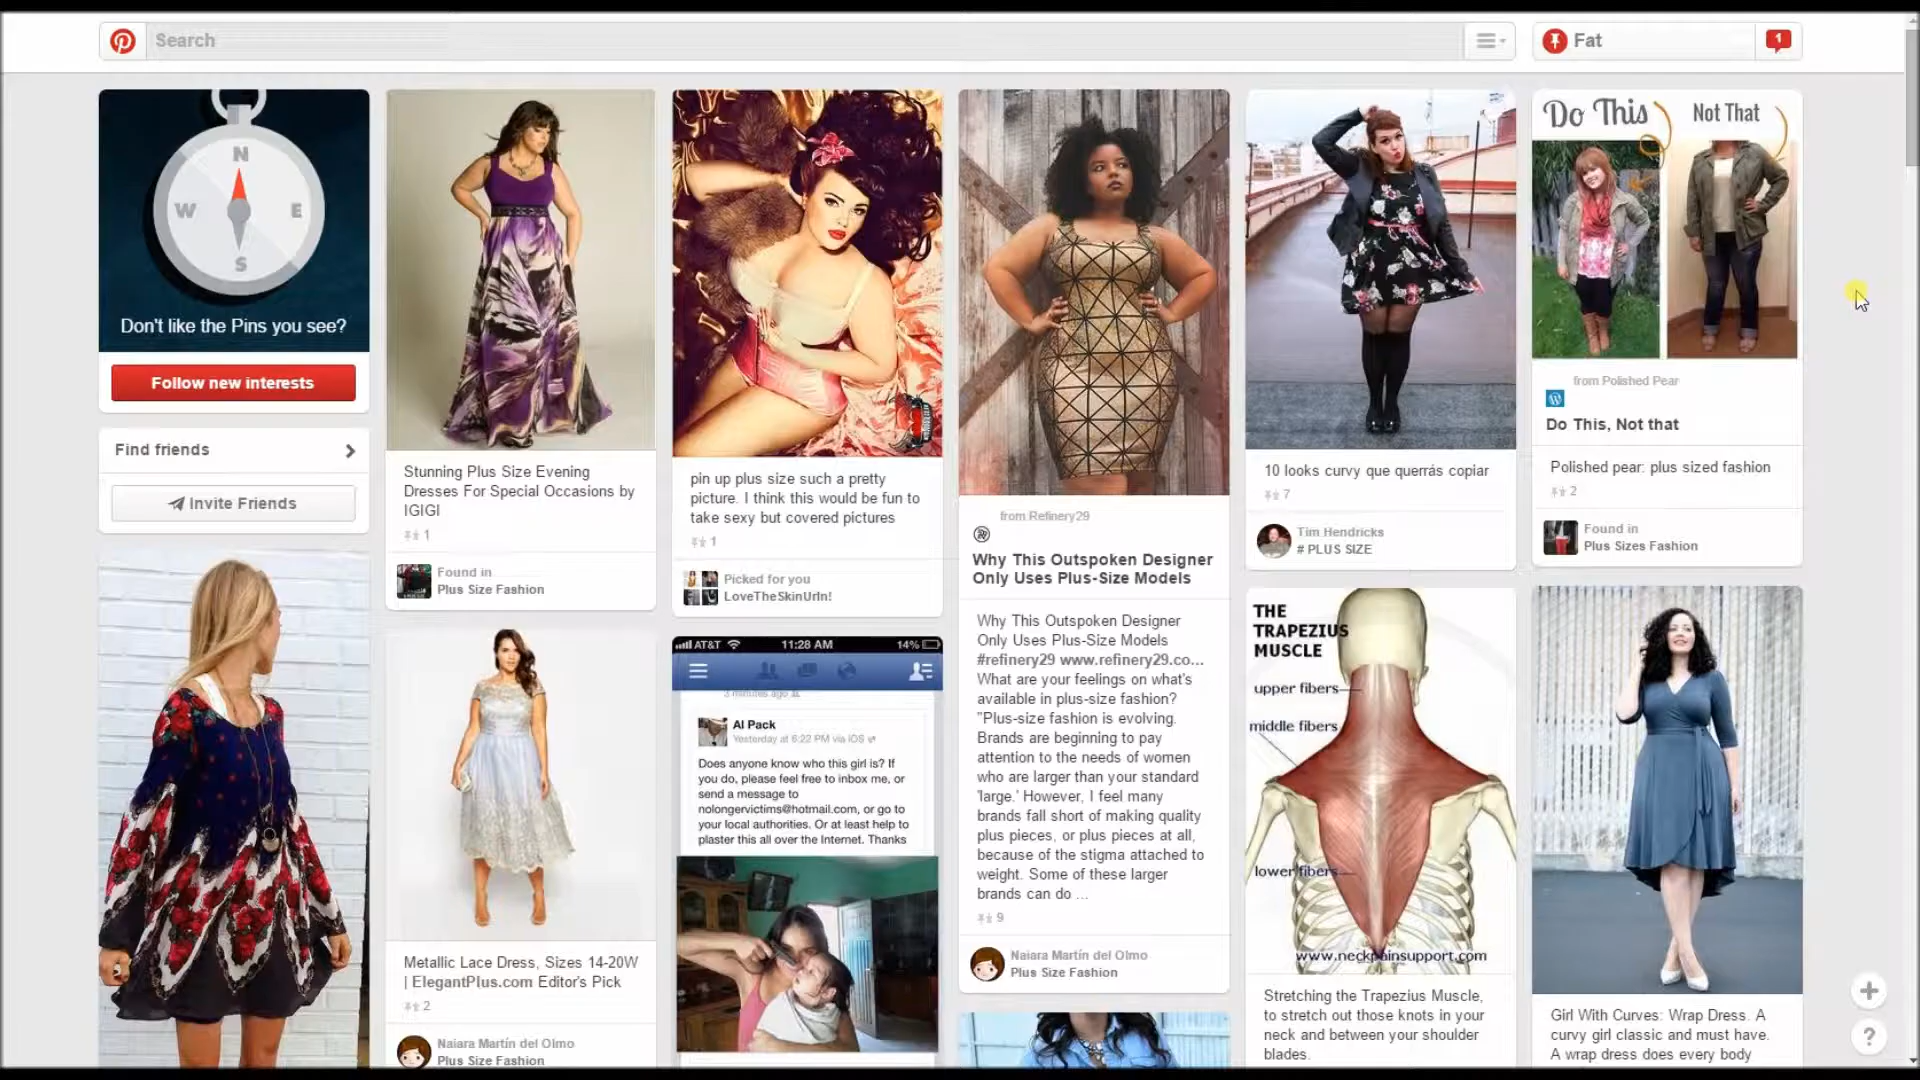 Search
Fat
1
N
W
E
S
Don't like the Pins you see?
Follow new interests
Find friends
Invite Friends
Stunning Plus Size Evening
Dresses For Special Occasions by
IGIGI
1
Found in
Plus Size Fashion
Metallic Lace Dress, Sizes 14-20W
| ElegantPlus.com Editor's Pick
2
Naiara Martín del Olmo
Plus Size Fashion
pin up plus size such a pretty
picture. I think this would be fun to
take sexy but covered pictures
1
Picked for you
LoveTheSkinUrIn!
AT&T
11:28 AM
14%
3 minutes ago
Al Pack
Yesterday at 6:22 PM via iOS
Does anyone know who this girl is? If
you do, please feel free to inbox me, or
send a message to
nolongervictims@hotmail.com, or go to
your local authorities. Or at least help to
plaster this all over the Internet. Thanks
from Refinery29
Why This Outspoken Designer
Only Uses Plus-Size Models
Why This Outspoken Designer
Only Uses Plus-Size Models
#refinery29 www.refinery29.co...
What are your feelings on what's
available in plus-size fashion?
"Plus-size fashion is evolving.
Brands are beginning to pay
attention to the needs of women
who are larger than your standard
'large.' However, I feel many
brands fall short of making quality
plus pieces, or plus pieces at all,
because of the stigma attached to
weight. Some of these larger
brands can do ...
9
Naiara Martín del Olmo
Plus Size Fashion
10 looks curvy que querrás copiar
7
Tim Hendricks
# PLUS SIZE
THE
TRAPEZIUS
MUSCLE
upper fibers
middle fibers
lower fibers
www.neckpainsupport.com
Stretching the Trapezius Muscle,
to stretch out those knots in your
neck and between your shoulder
blades.
Do This
Not That
from Polished Pear
Do This, Not that
Polished pear: plus sized fashion
2
Found in
Plus Sizes Fashion
Girl With Curves: Wrap Dress. A
curvy girl classic and must have.
A wrap dress does every body
+
?